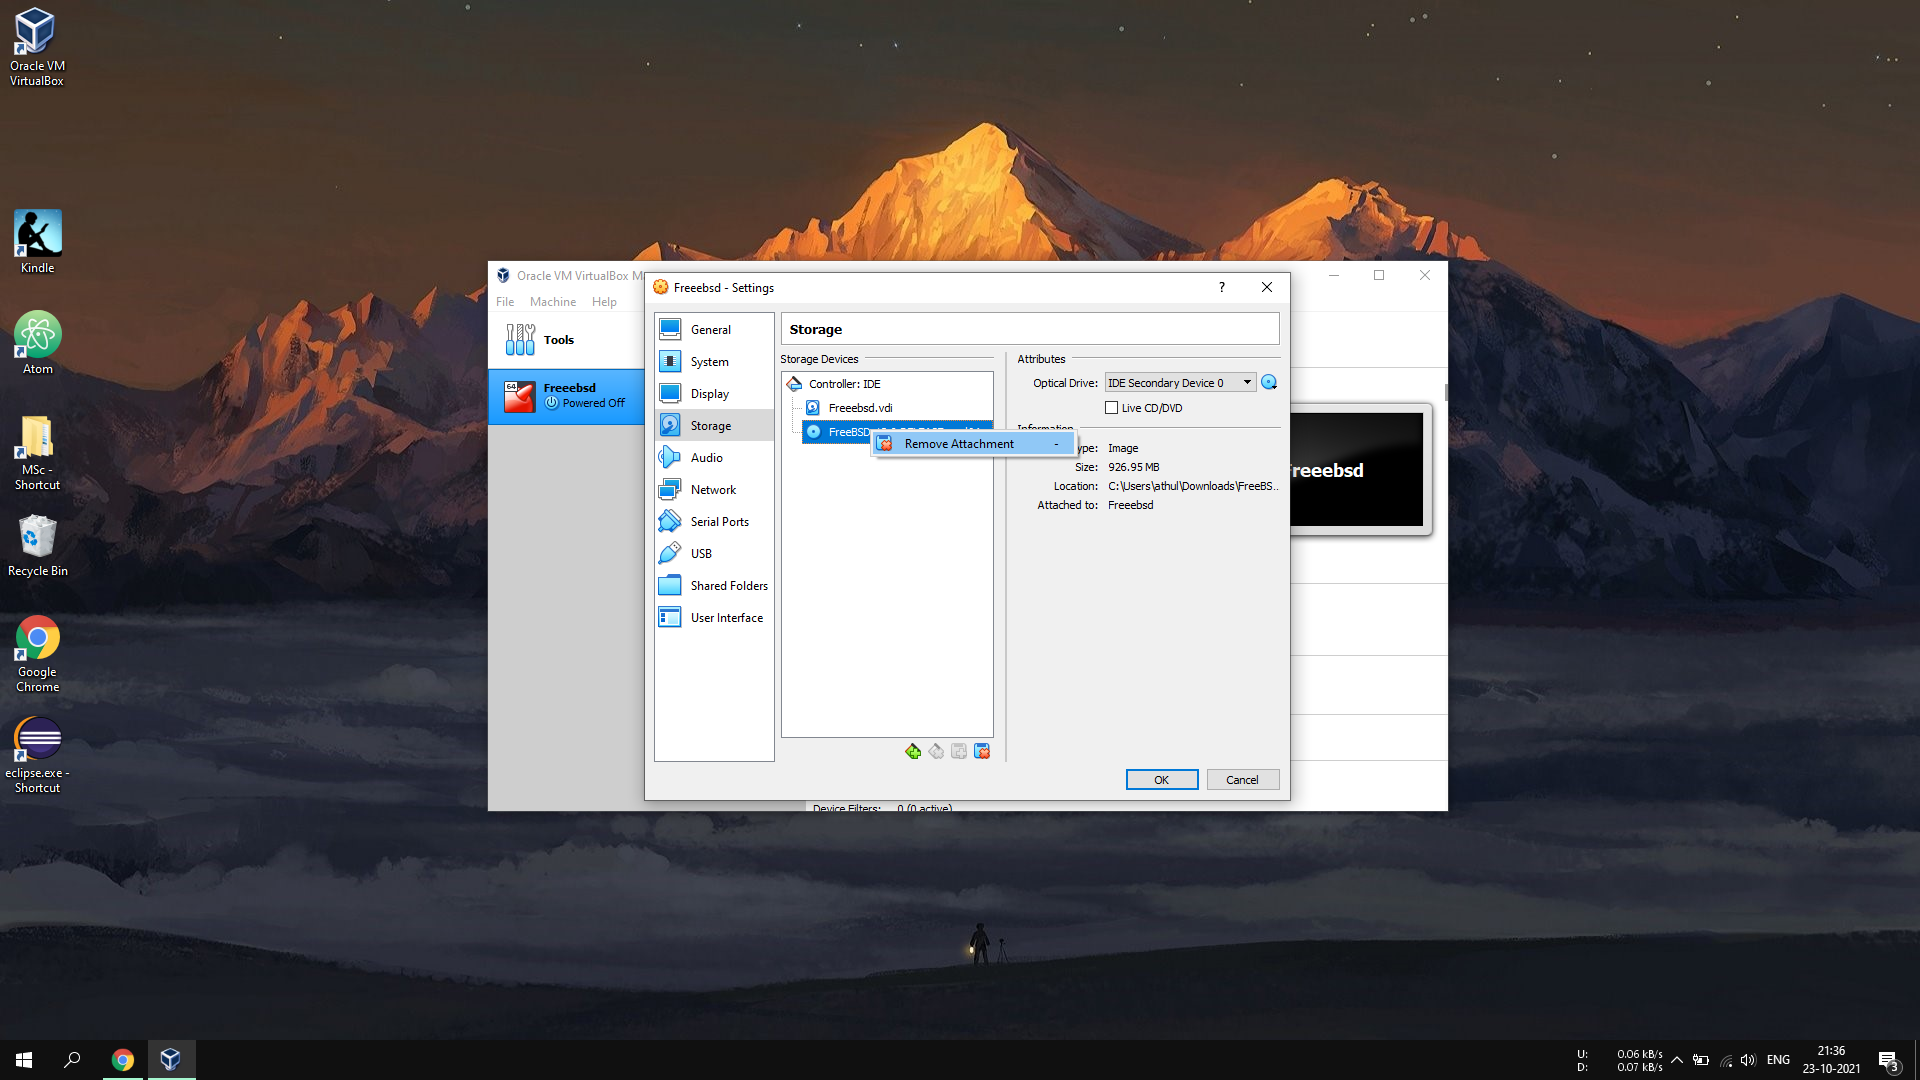 Oracle VM
VirtualBox
Kindle
Atom
MSc -
Shortcut
Recycle Bin
Google
Chrome
eclipse.exe -
Shortcut
Oracle VM VirtualBox
File Machine Help
Tools
64
Freeebsd
Powered Off
Freeebsd - Settings
?
General
System
Display
Storage
Audio
Network
Serial Ports
USB
Shared Folders
User Interface
Storage
Storage Devices
Controller: IDE
Freeebsd.vdi
Remove Attachment -
Attributes
Optical Drive: IDE Secondary Device 0
Live CD/DVD
Information
Image
Size: 926.95 MB
Location: C:\Users\athul\Downloads\FreeBS...
Attached to: Freeebsd
OK Cancel
Device Filters: 0 (0 active)
U: 0.06 kB/s
D: 0.07 kB/s
ENG
21:36
23-10-2021
3